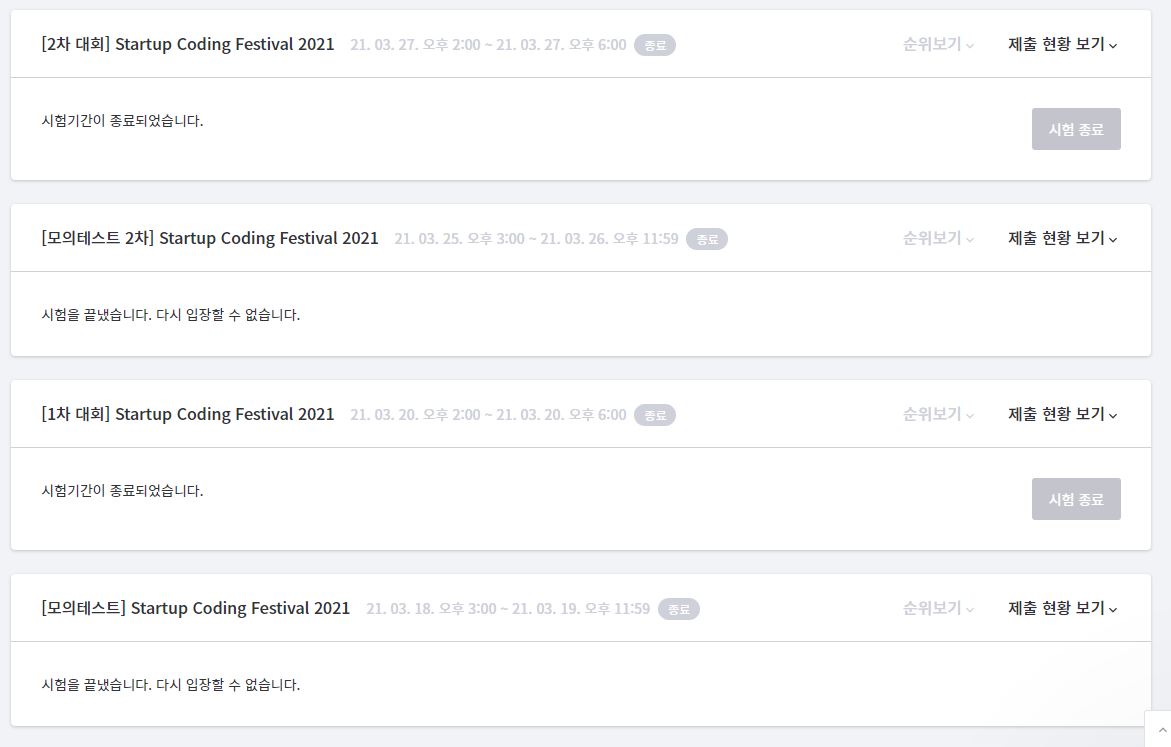 [2차 대회] Startup Coding Festival 2021 21. 03. 27. 오후 2:00 ~ 21. 03. 27. 오후 6:00 종료 순위보기 제출 현황 보기
시험기간이 종료되었습니다.
시험 종료
[모의테스트 2차] Startup Coding Festival 2021 21. 03. 25. 오후 3:00 ~ 21. 03. 26. 오후 11:59 종료 순위보기 제출 현황 보기
시험을 끝냈습니다. 다시 입장할 수 없습니다.
[1차 대회] Startup Coding Festival 2021 21. 03. 20. 오후 2:00 ~ 21. 03. 20. 오후 6:00 종료 순위보기 제출 현황 보기
시험기간이 종료되었습니다.
시험 종료
[모의테스트] Startup Coding Festival 2021 21. 03. 18. 오후 3:00 ~ 21. 03. 19. 오후 11:59 종료 순위보기 제출 현황 보기
시험을 끝냈습니다. 다시 입장할 수 없습니다.